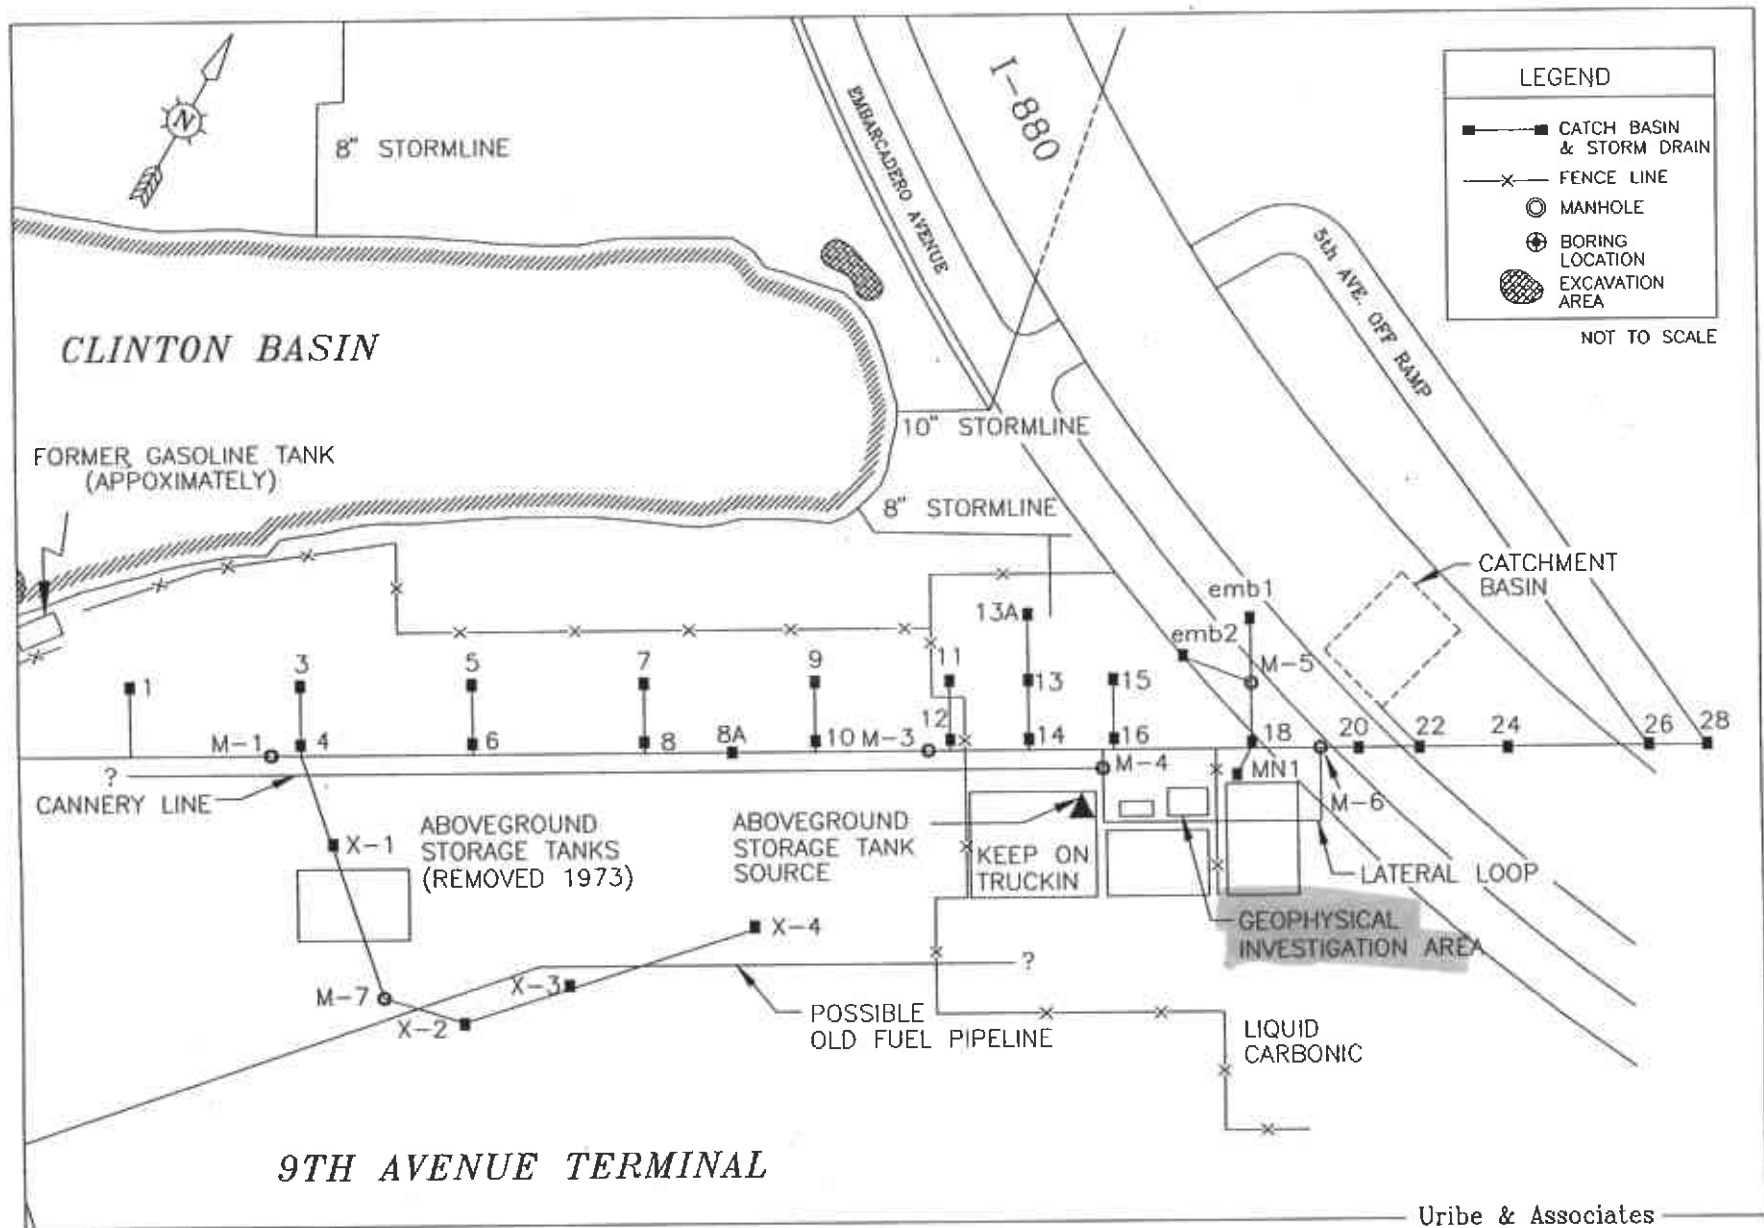 N
8" STORMLINE
EMBARCADERO AVENUE
I-880
5th AVE. OFF RAMP
LEGEND
CATCH BASIN
& STORM DRAIN
FENCE LINE
MANHOLE
BORING
LOCATION
EXCAVATION
AREA
NOT TO SCALE
CLINTON BASIN
10" STORMLINE
FORMER GASOLINE TANK
(APPOXIMATELY)
8" STORMLINE
CATCHMENT
BASIN
emb1
emb2
13A
M-5
1
3
5
7
9
11
13
15
M-1
4
6
8
8A
10
M-3
12
14
16
18
20
22
24
26
28
?
M-4
MN1
M-6
CANNERY LINE
X-1
ABOVEGROUND
STORAGE TANKS
(REMOVED 1973)
ABOVEGROUND
STORAGE TANK
SOURCE
KEEP ON
TRUCKIN
LATERAL LOOP
GEOPHYSICAL
INVESTIGATION AREA
X-4
X-3
?
M-7
X-2
POSSIBLE
OLD FUEL PIPELINE
LIQUID
CARBONIC
9TH AVENUE TERMINAL
Uribe & Associates